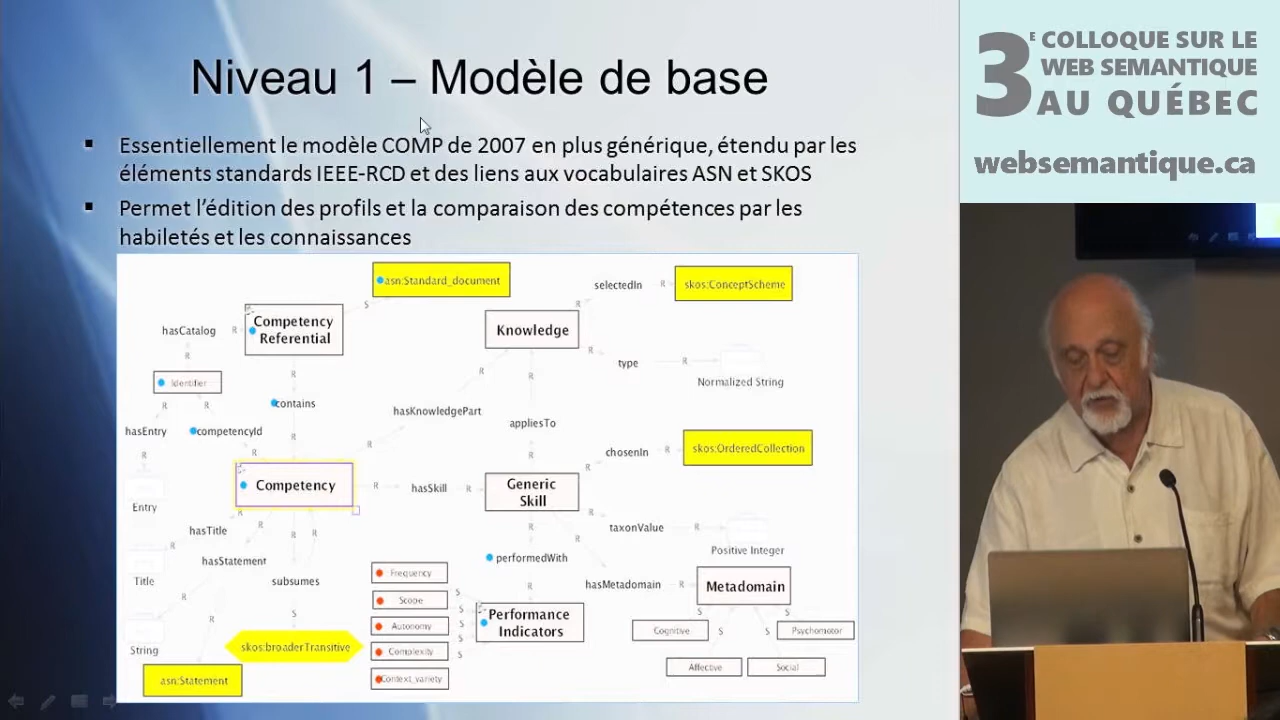 Niveau 1 – Modèle de base
▪ Essentiellement le modèle COMP de 2007 en plus générique, étendu par les
éléments standards IEEE-RCD et des liens aux vocabulaires ASN et SKOS
▪ Permet l’édition des profils et la comparaison des compétences par les
habiletés et les connaissances
asn:Standard_document
selectedIn
R
skos:ConceptScheme
S
R
hasCatalog
R
Competency
Referential
Knowledge
R
R
type
R
Normalized String
Identifier
R
R
R
R
R
contains
hasKnowledgePart
hasEntry
competencyId
appliesTo
R
R
R
R
R
chosenIn
R
skos:OrderedCollection
Competency
R
hasSkill
R
Generic
Skill
Entry
R
R
taxonValue
R
Positive Integer
hasTitle
R
R
R
R
R
R
hasStatement
performedWith
Title
subsumes
Frequency
S
R
hasMetadomain
R
Metadomain
R
Scope
S
S
S
S
R
Autonomy
S
Performance
Indicators
Cognitive
S
S
Psychomotor
String
skos:broaderTransitive
Complexity
S
Affective
Social
asn:Statement
Context_variety
3E COLLOQUE SUR LE
WEB SEMANTIQUE
AU QUÉBEC
websemantique.ca